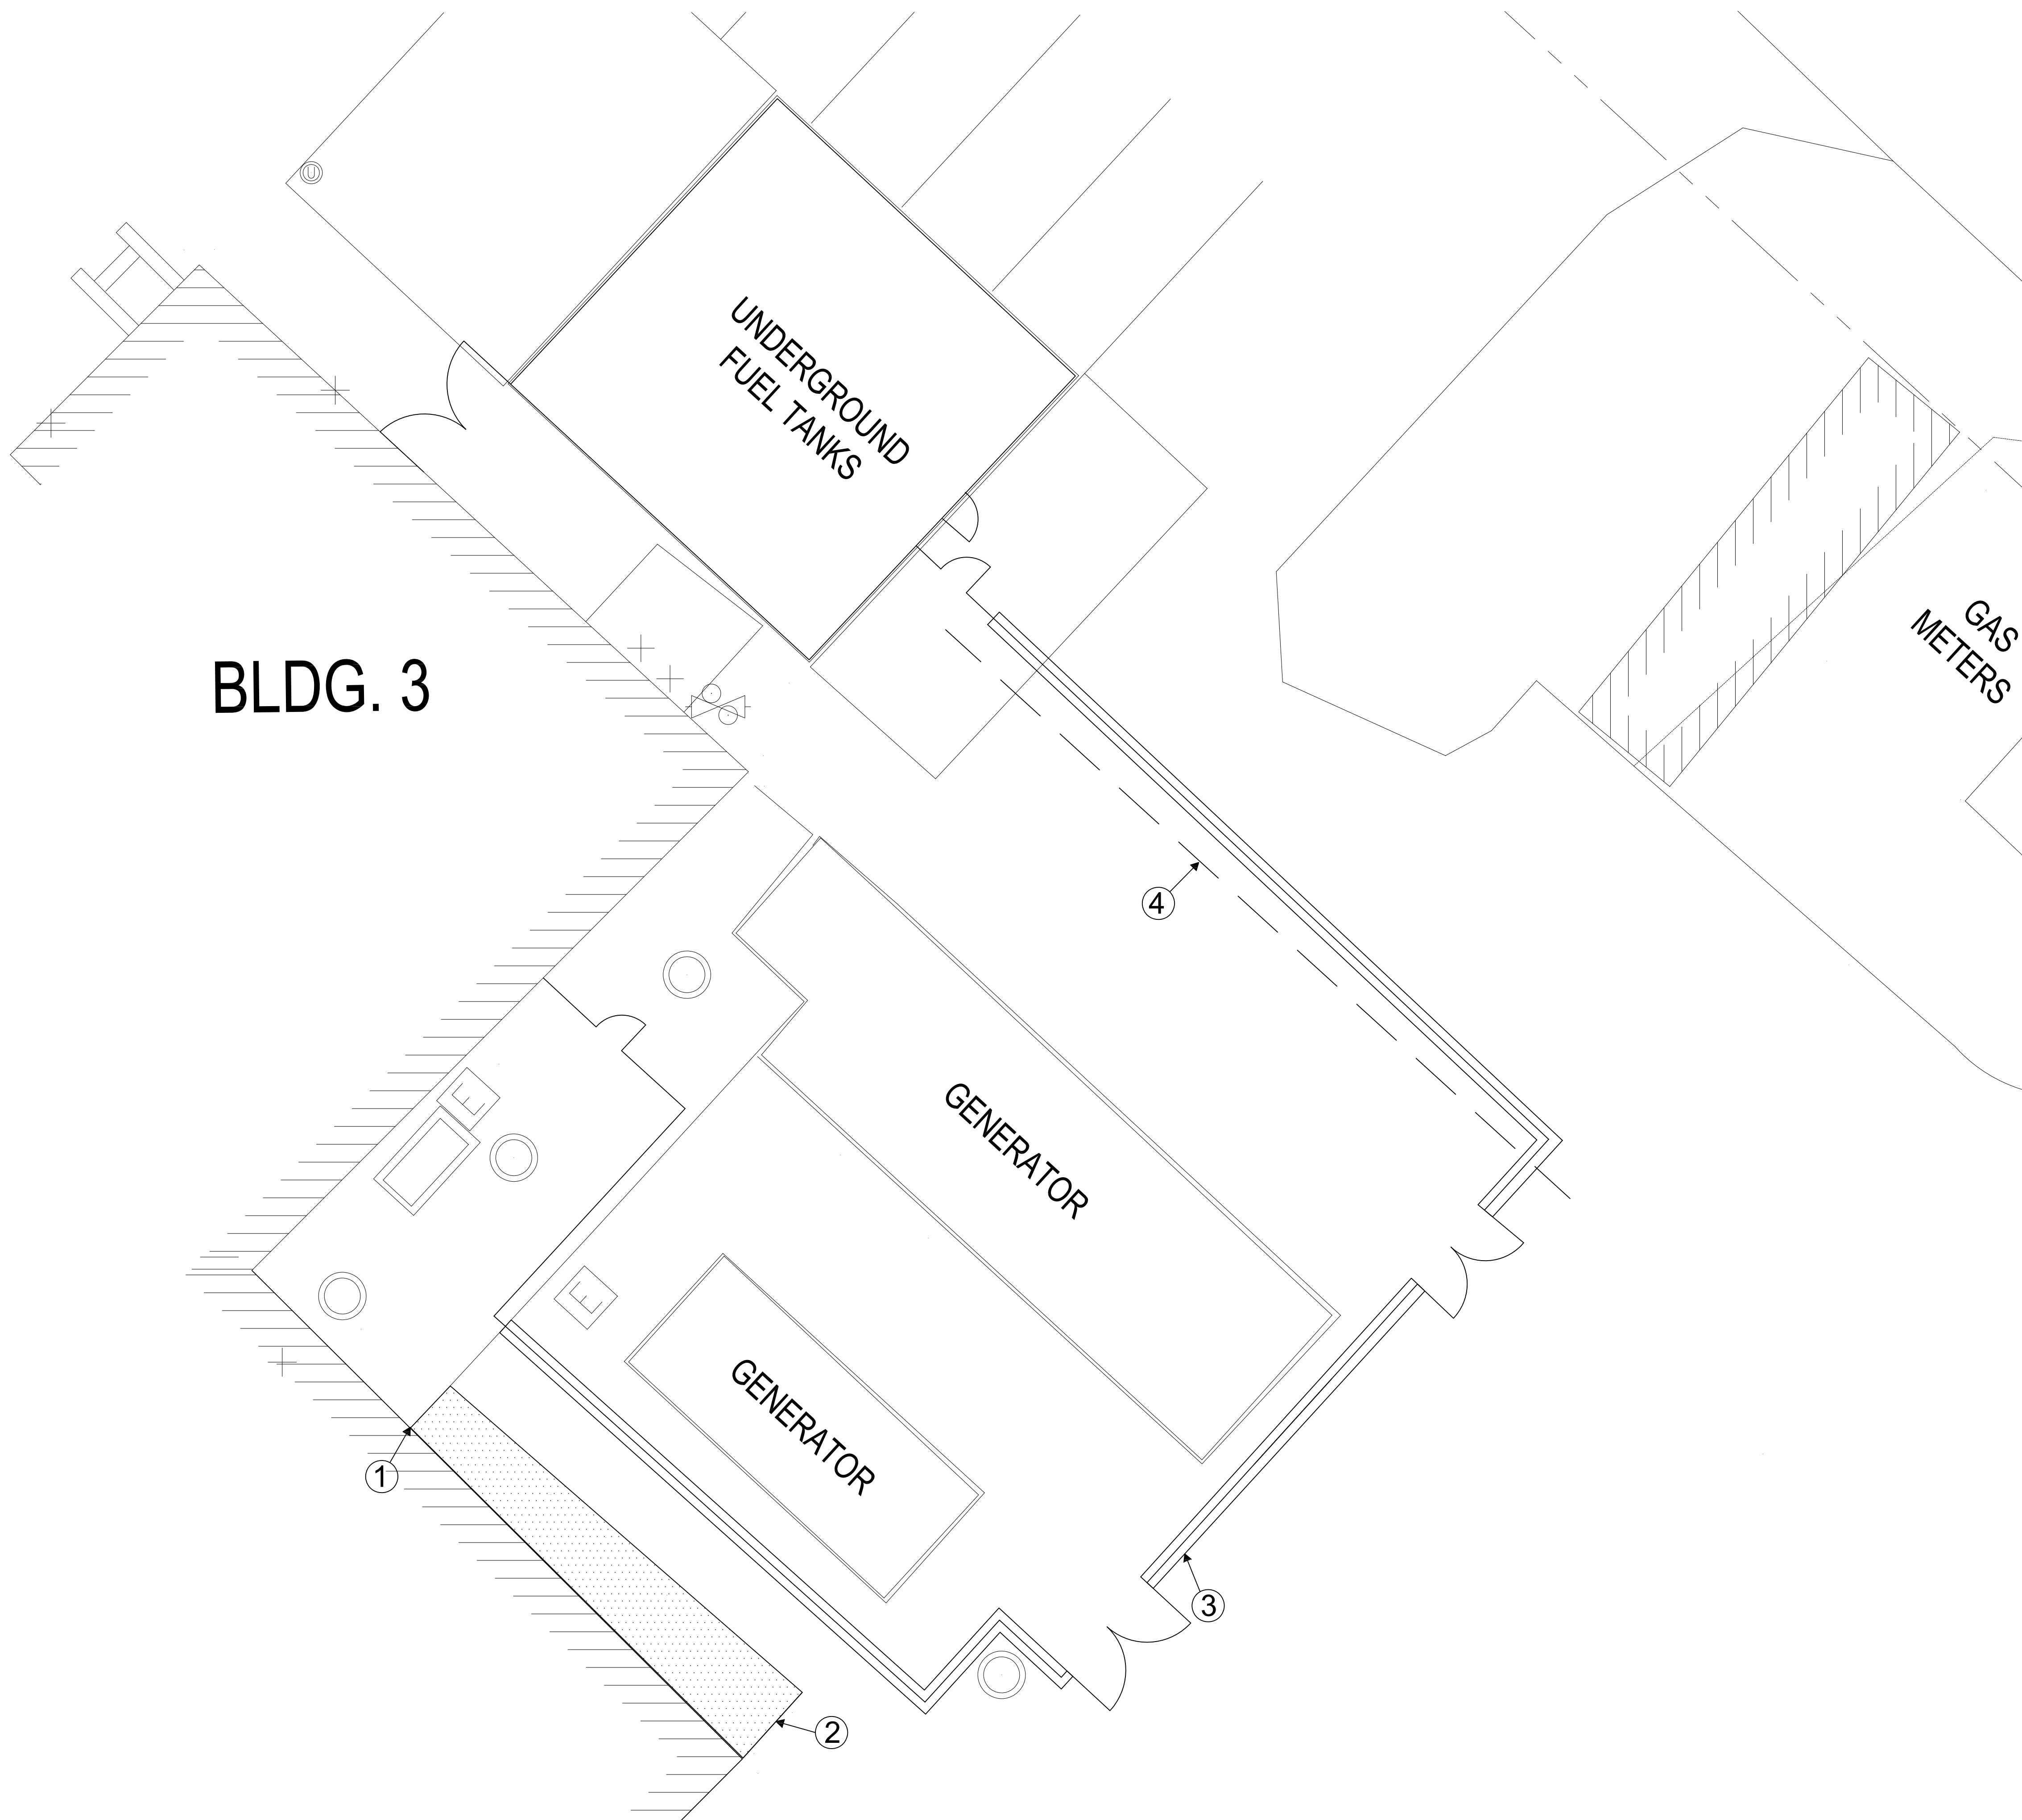 U
UNDERGROUND
FUEL TANKS
GAS
METERS
BLDG. 3
4
E
GENERATOR
E
GENERATOR
1
3
2